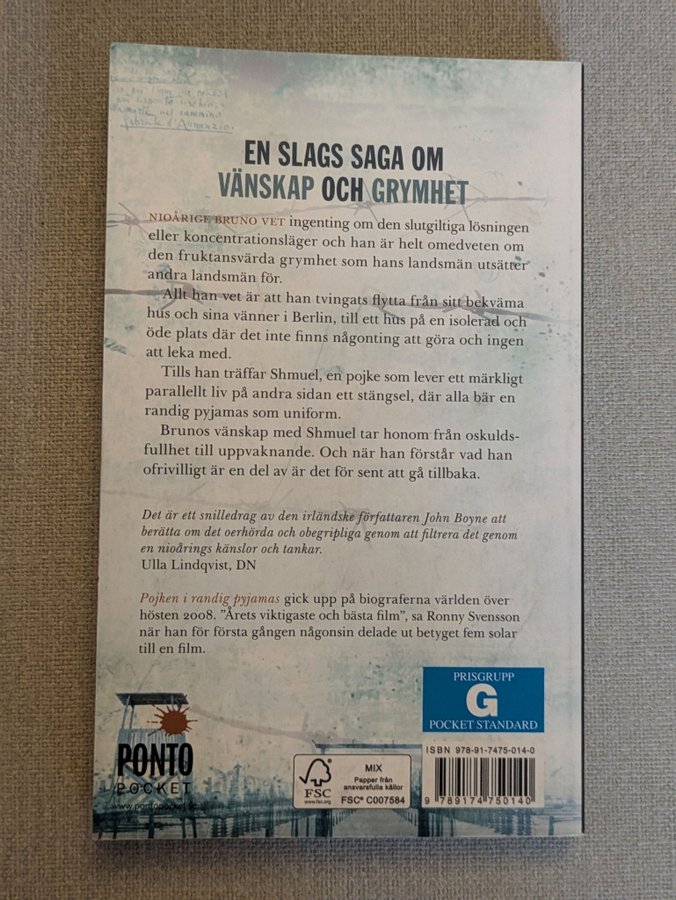 gabriele d'Annunzio.
EN SLAGS SAGA OM
VÄNSKAP OCH GRYMHET
NIOÅRIGE BRUNO VET ingenting om den slutgiltiga lösningen
eller koncentrationsläger och han är helt omedveten om
den fruktansvärda grymhet som hans landsmän utsätter
andra landsmän för.
Allt han vet är att han tvingats flytta från sitt bekväma
hus och sina vänner i Berlin, till ett hus på en isolerad och
öde plats där det inte finns någonting att göra och ingen
att leka med.
Tills han träffar Shmuel, en pojke som lever ett märkligt
parallellt liv på andra sidan ett stängsel, där alla bär en
randig pyjamas som uniform.
Brunos vänskap med Shmuel tar honom från oskulds-
fullhet till uppvaknande. Och när han förstår vad han
ofrivilligt är en del av är det för sent att gå tillbaka.
Det är ett snilledrag av den irländske författaren John Boyne att
berätta om det oerhörda och obegripliga genom att filtrera det genom
en nioårings känslor och tankar.
Ulla Lindqvist, DN
Pojken i randig pyjamas gick upp på biograferna världen över
hösten 2008. ”Årets viktigaste och bästa film”, sa Ronny Svensson
när han för första gången någonsin delade ut betyget fem solar
till en film.
PRISGRUPP
G
POCKET STANDARD
PONTO
POCKET
www.pontopocket.se
FSC
www.fsc.org
MIX
Papper från
ansvarsfulla källor
FSC® C007584
ISBN 978-91-7475-014-0
9 789174 750140